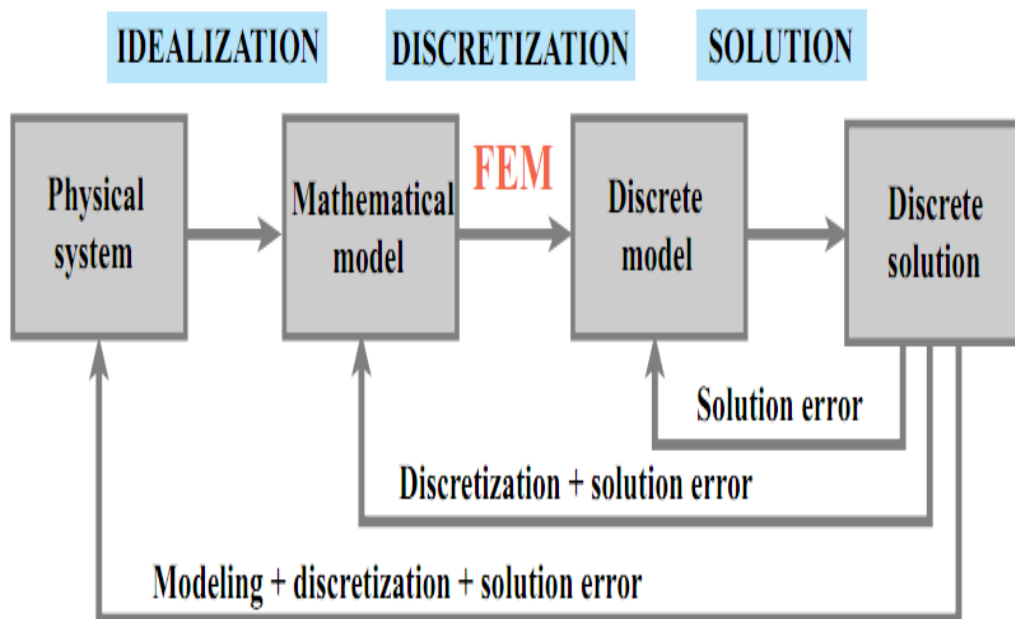 IDEALIZATION
DISCRETIZATION
SOLUTION
Physical
system
Mathematical
model
FEM
Discrete
model
Discrete
solution
Solution error
Discretization + solution error
Modeling + discretization + solution error